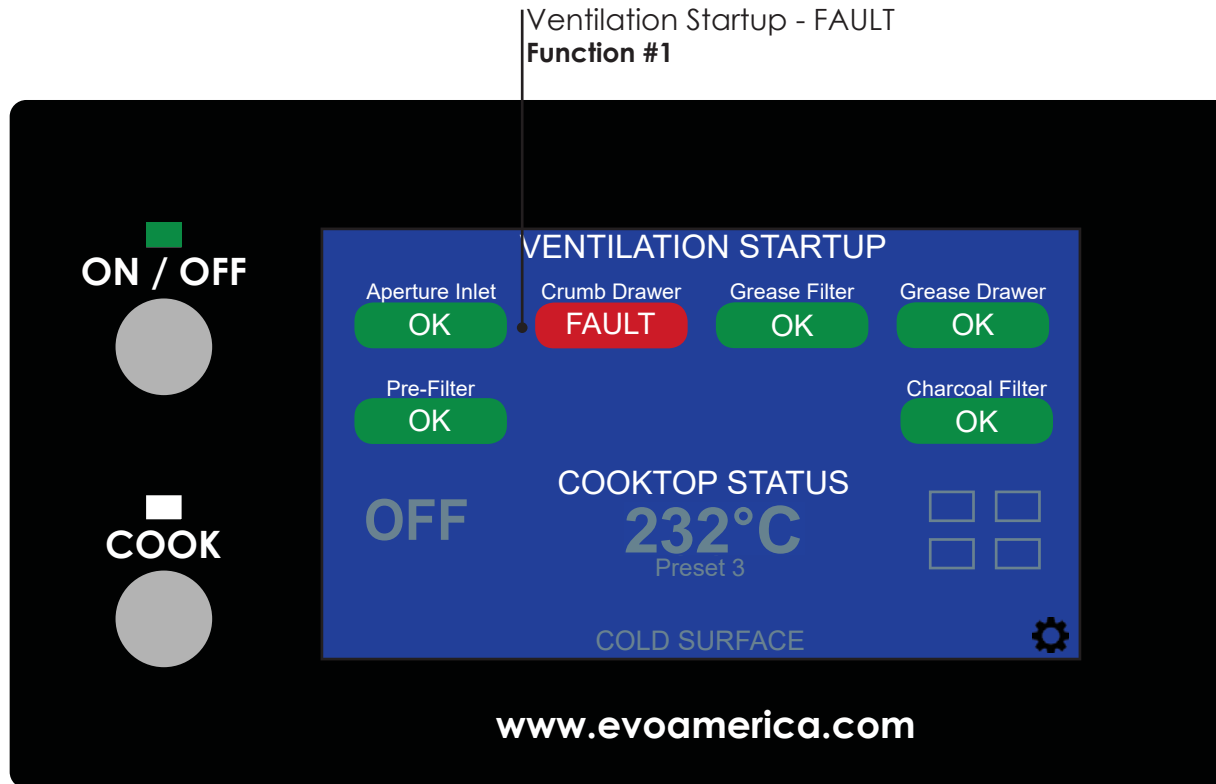 Ventilation Startup - FAULT
Function #1
VENTILATION STARTUP
ON / OFF
Aperture Inlet Crumb Drawer Grease Filter Grease Drawer
OK FAULT OK OK
Pre-Filter Charcoal Filter
OK OK
COOKTOP STATUS
OFF 232°C
Preset 3
COOK
COLD SURFACE
www.evoamerica.com